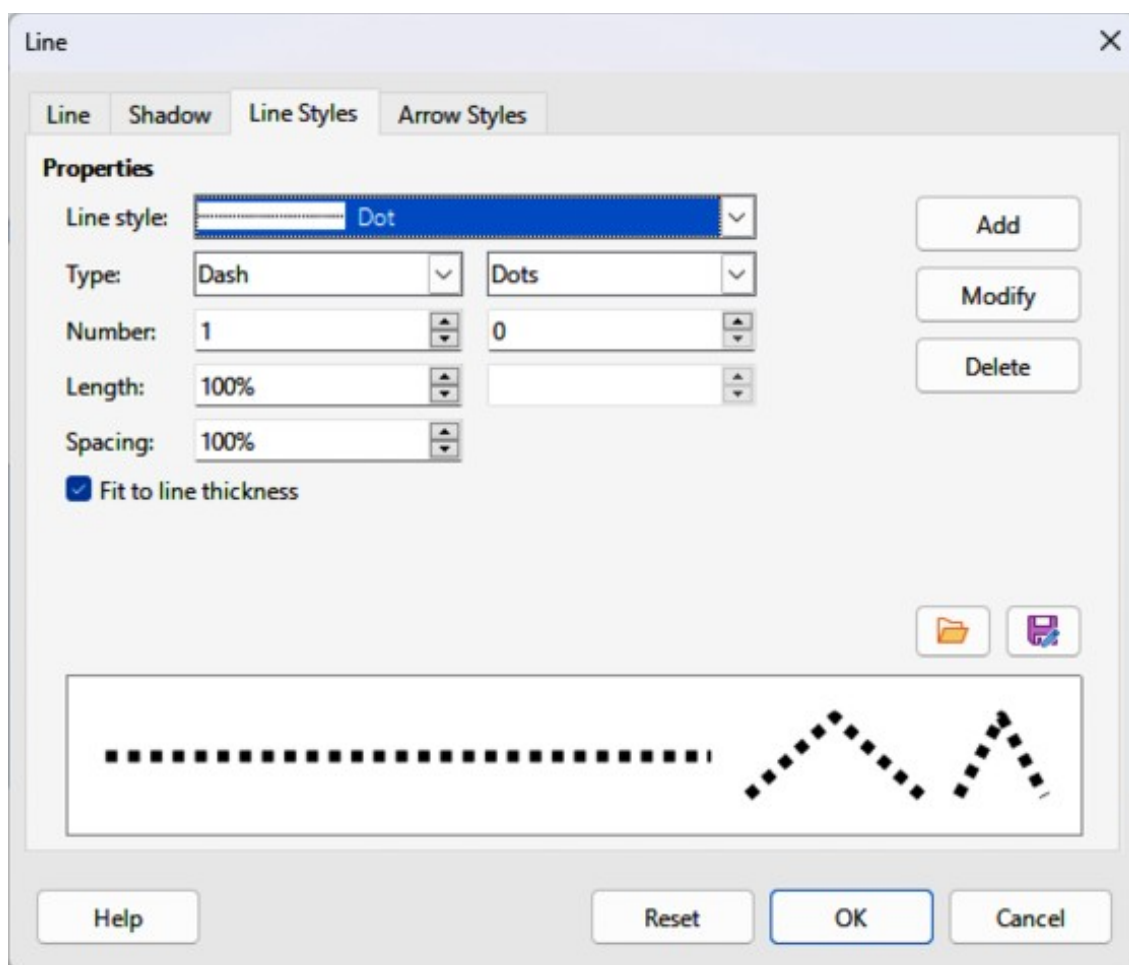 Line
Line Shadow Line Styles Arrow Styles
Properties
Line style: Dot
Add
Type: Dash Dots
Modify
Number: 1 0
Delete
Length: 100%
Spacing: 100%
Fit to line thickness
Help Reset OK Cancel